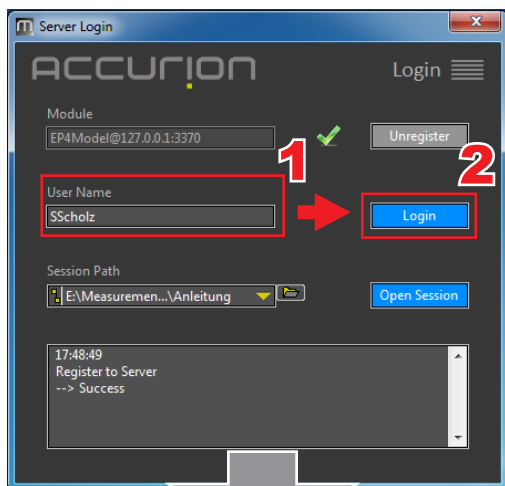 Server Login
ACCURION
Login
Module
EP4Model@127.0.0.1:3370
Unregister
1
2
User Name
SScholz
Login
Session Path
E:\Measuremen...\Anleitung
Open Session
17:48:49
Register to Server
--> Success